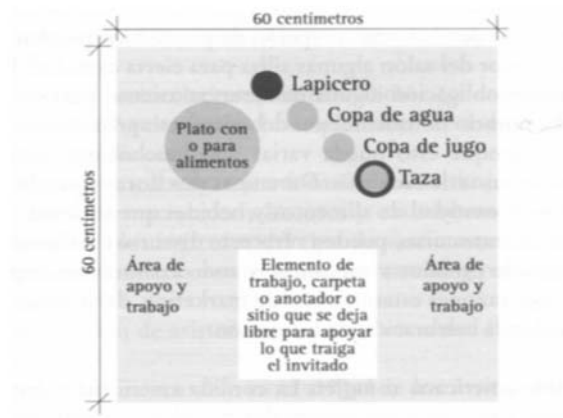 60 centímetros
60 centímetros
Lapicero
Copa de agua
Copa de jugo
Taza
Plato con
o para
alimentos
Área de
apoyo y
trabajo
Elemento de
trabajo, carpeta
o anotador o
sitio que se deja
libre para apoyar
lo que traiga
el invitado
Área de
apoyo y
trabajo